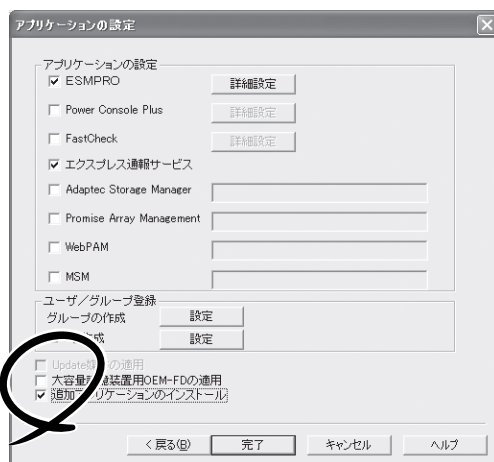 アプリケーションの設定
アプリケーションの設定
ESMPRO 詳細設定
Power Console Plus 詳細設定
FastCheck 詳細設定
エクスプレス通報サービス
Adaptec Storage Manager
Promise Array Management
WebPAM
MSM
ユーザ／グループ登録
グループの作成 設定
作成 設定
Update の適用
大容量 装置用OEM-FDの適用
追加 アプリケーションのインストール
< 戻る(B) 完了 キャンセル ヘルプ